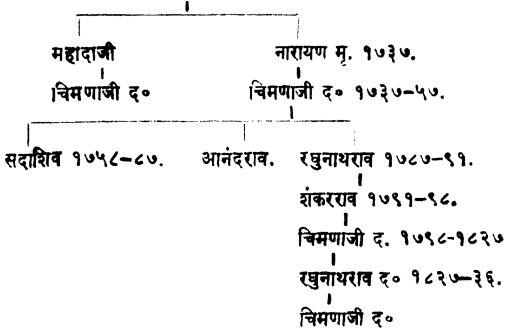 महादाजी नारायण मृ. १७३७.
चिमणाजी द० चिमणाजी द० १७३७–५७.
सदाशिव १७५८–८७. आनंदराव. रघुनाथराव १७८७–९१.
शंकरराव १७९१–९८.
चिमणाजी द. १७९८-१८२७
रघुनाथराव द० १८२७–३६.
चिमणाजी द०